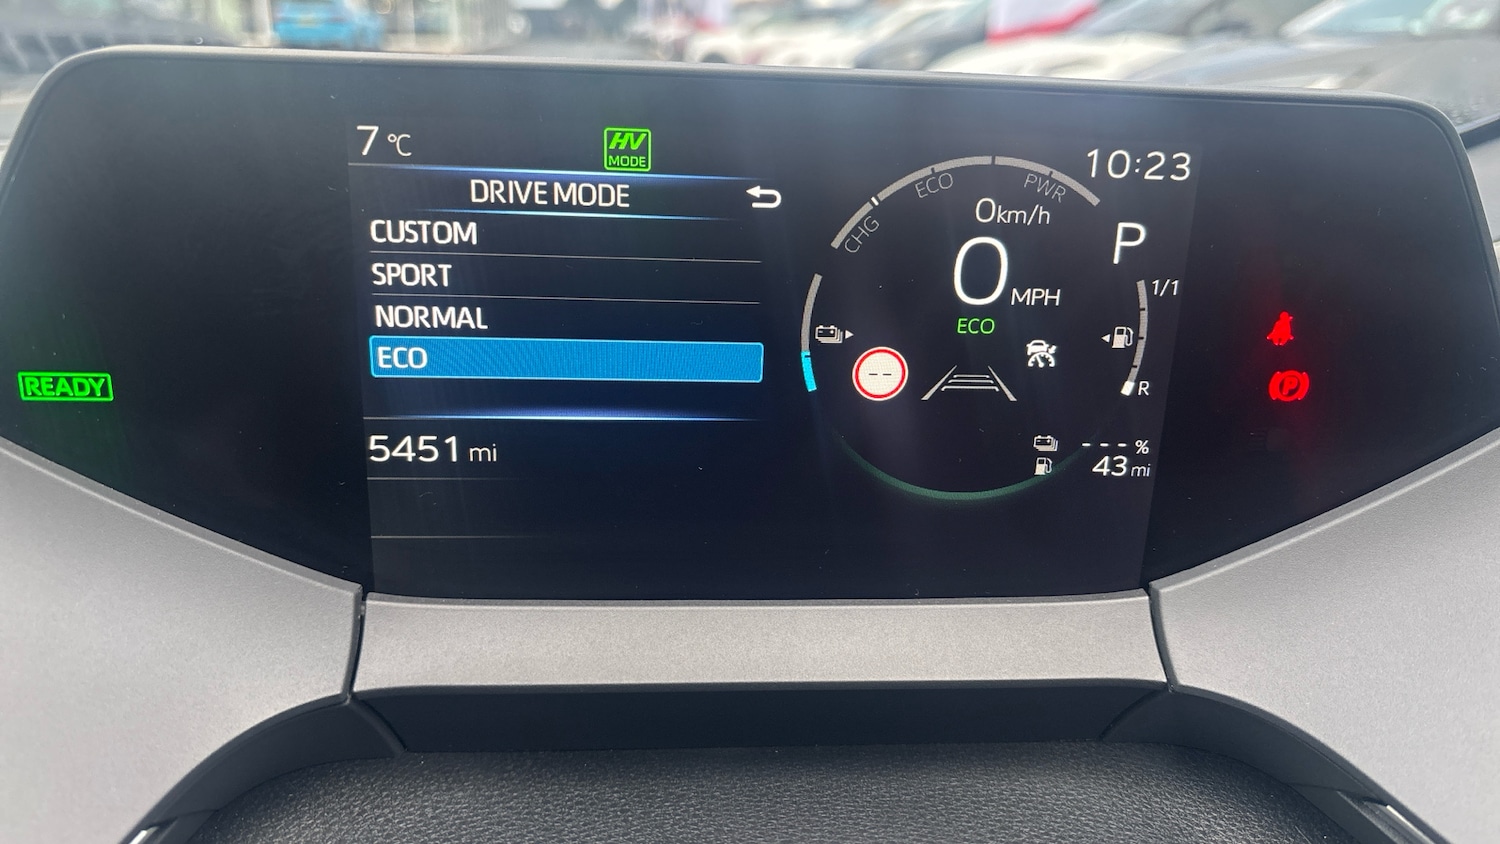 7 °C
HV
MODE
DRIVE MODE
CUSTOM
SPORT
NORMAL
ECO
5451 mi
READY
CHG
ECO
PWR
0km/h
0 MPH
ECO
--
10:23
P
1/1
R
--- %
43 mi
P